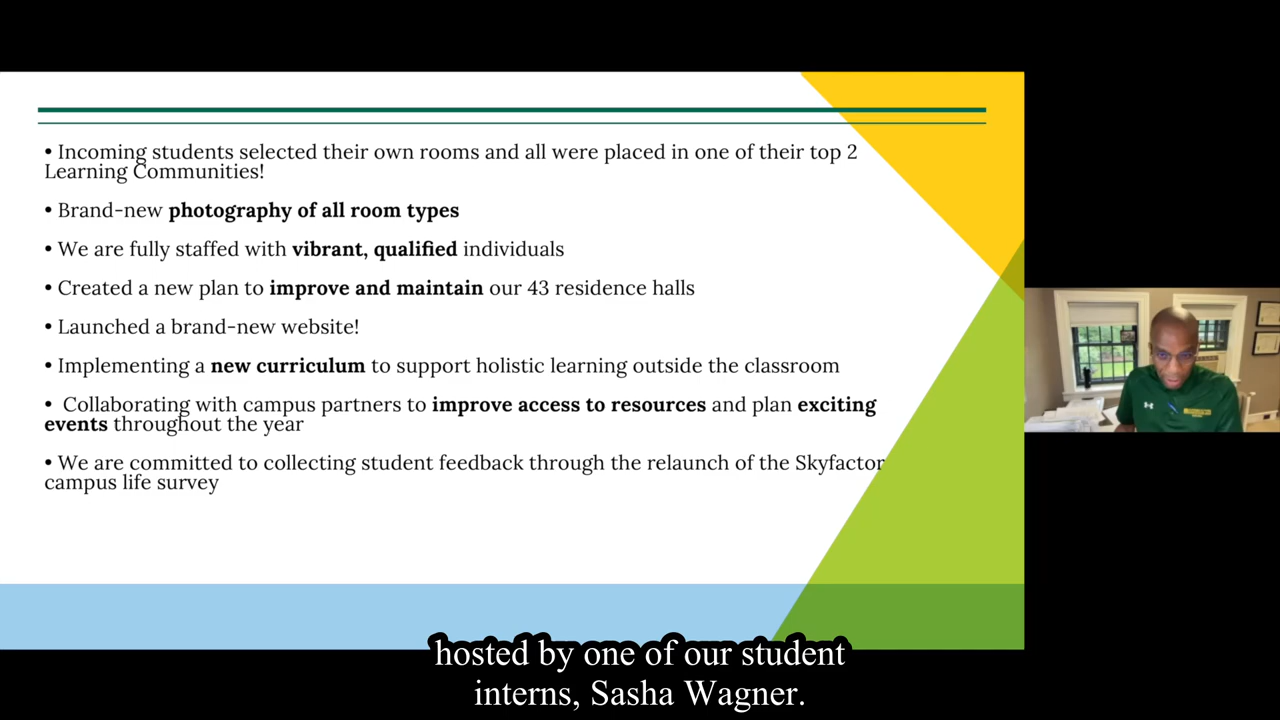 • Incoming students selected their own rooms and all were placed in one of their top 2
Learning Communities!
• Brand-new photography of all room types
• We are fully staffed with vibrant, qualified individuals
• Created a new plan to improve and maintain our 43 residence halls
• Launched a brand-new website!
• Implementing a new curriculum to support holistic learning outside the classroom
• Collaborating with campus partners to improve access to resources and plan exciting
events throughout the year
• We are committed to collecting student feedback through the relaunch of the Skyfactor
campus life survey
hosted by one of our student
interns, Sasha Wagner.